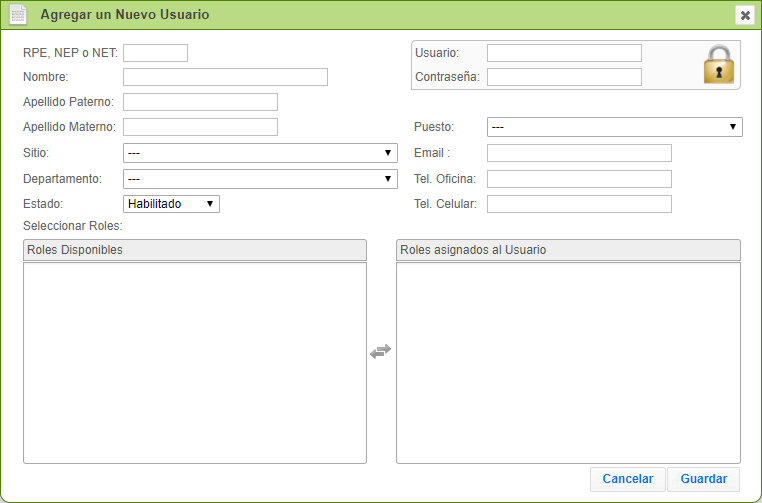 Agregar un Nuevo Usuario
RPE, NEP o NET:
Usuario:
Nombre:
Contraseña:
Apellido Paterno:
Apellido Materno:
Puesto: ---
Sitio: ---
Email :
Departamento: ---
Tel. Oficina:
Estado: Habilitado
Tel. Celular:
Seleccionar Roles:
Roles Disponibles
Roles asignados al Usuario
Cancelar
Guardar